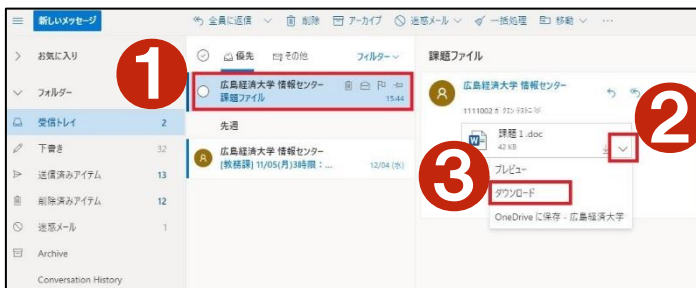 新しいメッセージ
全員に返信 削除 アーカイブ 迷惑メール 一括処理 移動 …
お気に入り
フォルダー
受信トレイ 2
下書き 32
送信済みアイテム 13
削除済みアイテム 12
迷惑メール 1
Archive
Conversation History
優先 その他 フィルター
1
広島経済大学 情報センター
課題ファイル 15:44
先週
A
広島経済大学 情報センター
[教務課] 11/05(月)3時限：... 12/04 (水)
課題ファイル
A
広島経済大学 情報センター
1111002
2
課題 1.doc
42 KB
3
プレビュー
ダウンロード
OneDrive に保存 - 広島経済大学